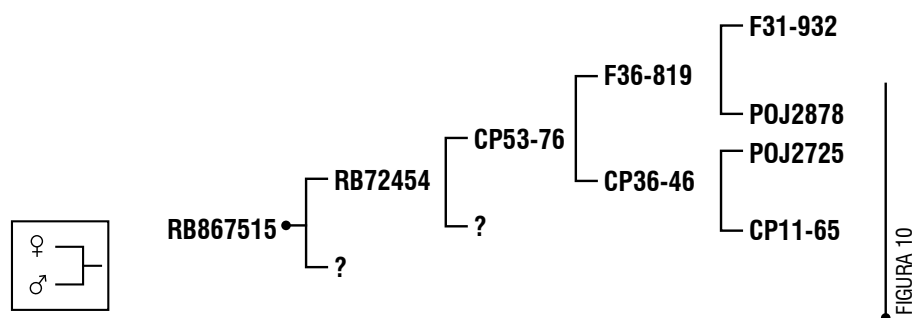 F31-932
F36-819
POJ2878
CP53-76
POJ2725
RB72454
CP36-46
RB867515
?
CP11-65
?
♀
♂
FIGURA 10